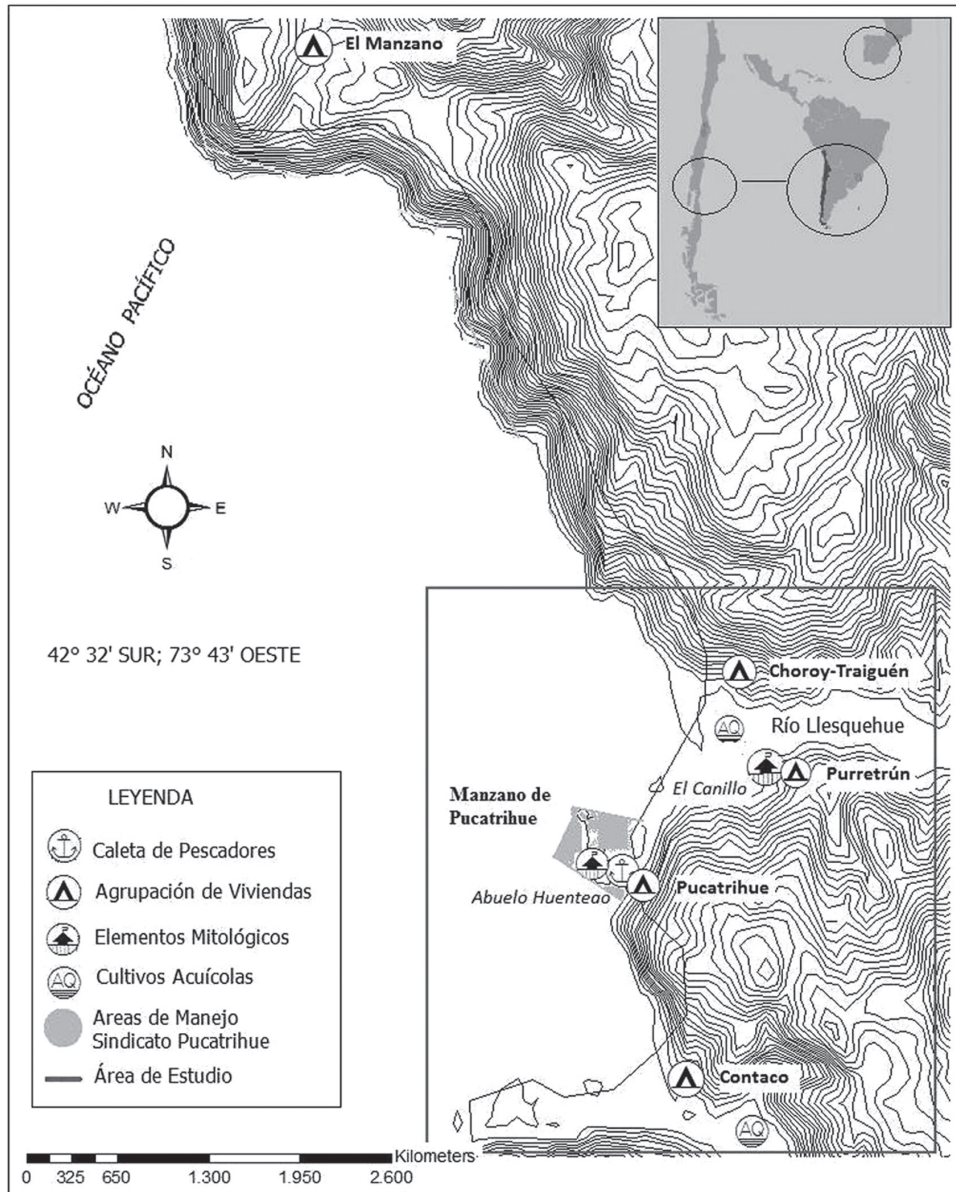 El Manzano
OCÉANO PACÍFICO
N
W E
S
42° 32' SUR; 73° 43' OESTE
Choroy-Traiguén
AQ
Río Llesquehue
El Canillo
Purretrún
Manzano de
Pucatrihue
Abuelo Huenteao
Pucatrihue
Contaco
AQ
LEYENDA
Caleta de Pescadores
Agrupación de Viviendas
Elementos Mitológicos
AQ
Cultivos Acuícolas
Areas de Manejo
Sindicato Pucatrihue
Área de Estudio
Kilometers
0 325 650 1.300 1.950 2.600